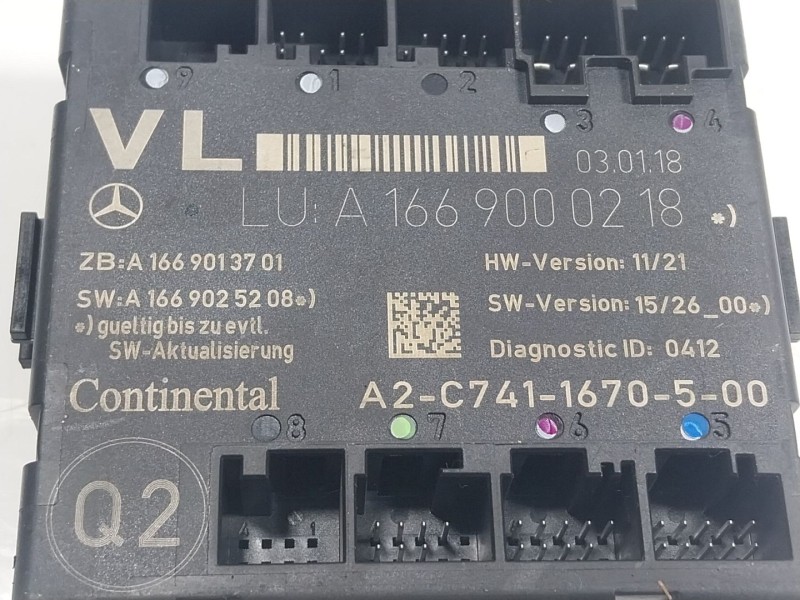 9 1 2 3 4
VL
03.01.18
LU: A 166 900 02 18 *)
ZB:A 166 901 37 01
HW-Version: 11/21
SW:A 166 902 52 08*)
SW-Version: 15/26_00*)
*) gueltig bis zu evtl.
SW-Aktualisierung
Diagnostic ID: 0412
Continental
A2-C741-1670-5-00
8 7 6 5
Q2
4 1